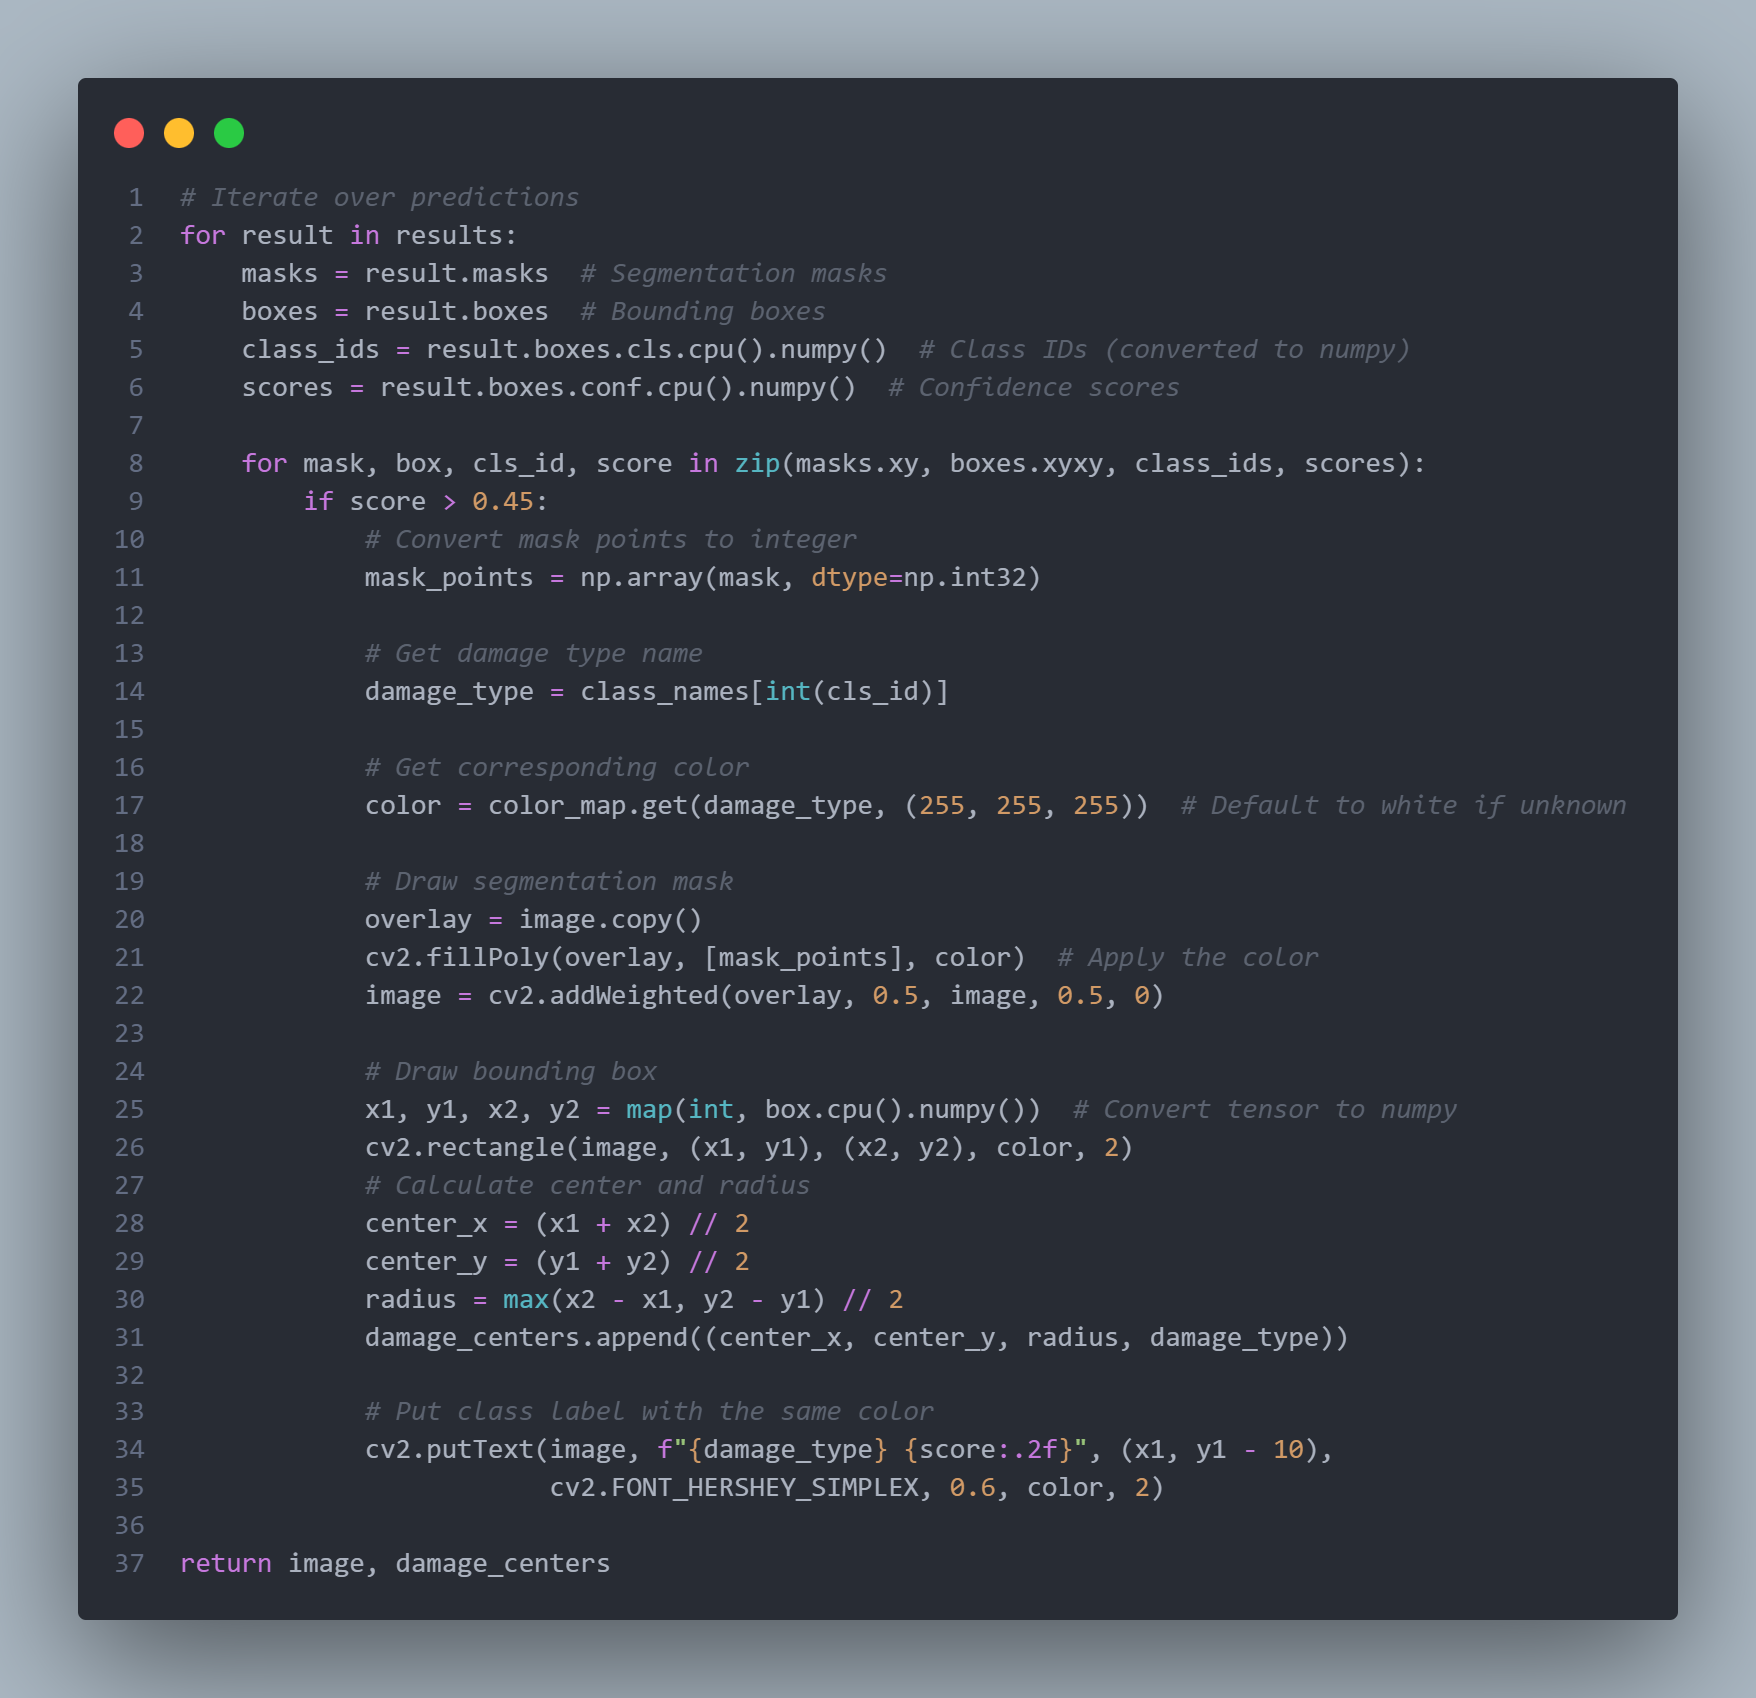 1 # Iterate over predictions
2 for result in results:
3     masks = result.masks  # Segmentation masks
4     boxes = result.boxes  # Bounding boxes
5     class_ids = result.boxes.cls.cpu().numpy()  # Class IDs (converted to numpy)
6     scores = result.boxes.conf.cpu().numpy()  # Confidence scores
7
8     for mask, box, cls_id, score in zip(masks.xy, boxes.xyxy, class_ids, scores):
9         if score > 0.45:
10             # Convert mask points to integer
11             mask_points = np.array(mask, dtype=np.int32)
12
13             # Get damage type name
14             damage_type = class_names[int(cls_id)]
15
16             # Get corresponding color
17             color = color_map.get(damage_type, (255, 255, 255))  # Default to white if unknown
18
19             # Draw segmentation mask
20             overlay = image.copy()
21             cv2.fillPoly(overlay, [mask_points], color)  # Apply the color
22             image = cv2.addWeighted(overlay, 0.5, image, 0.5, 0)
23
24             # Draw bounding box
25             x1, y1, x2, y2 = map(int, box.cpu().numpy())  # Convert tensor to numpy
26             cv2.rectangle(image, (x1, y1), (x2, y2), color, 2)
27             # Calculate center and radius
28             center_x = (x1 + x2) // 2
29             center_y = (y1 + y2) // 2
30             radius = max(x2 - x1, y2 - y1) // 2
31             damage_centers.append((center_x, center_y, radius, damage_type))
32
33             # Put class label with the same color
34             cv2.putText(image, f"{damage_type} {score:.2f}", (x1, y1 - 10),
35                         cv2.FONT_HERSHEY_SIMPLEX, 0.6, color, 2)
36
37 return image, damage_centers